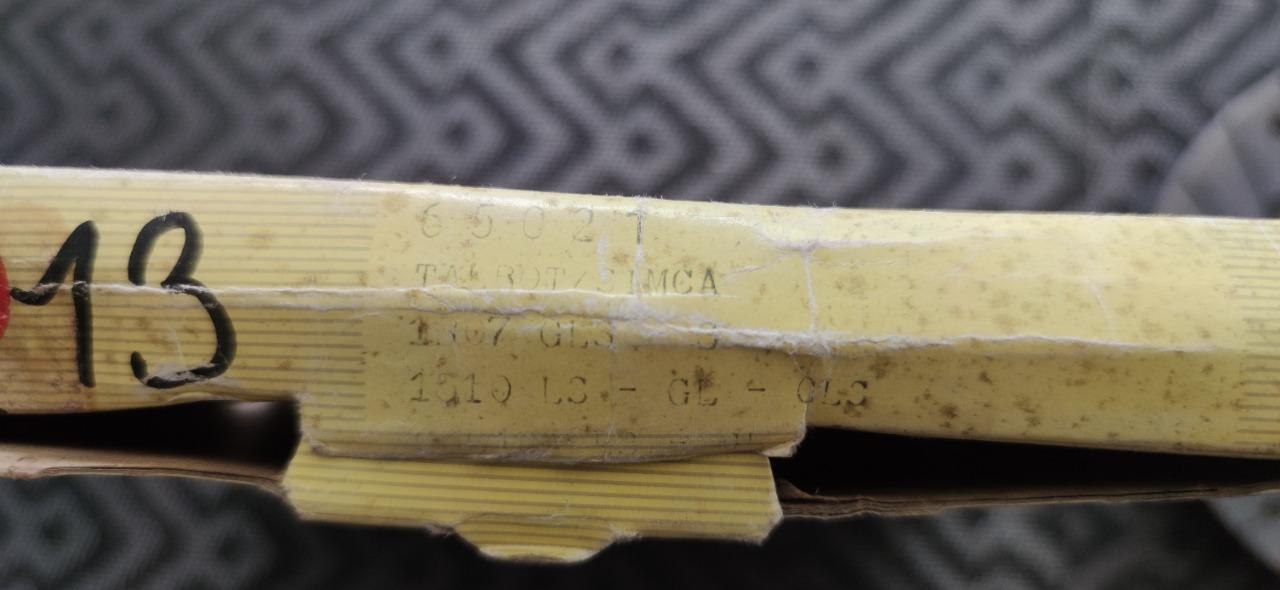 13
65021
TALBOT/SIMCA
1307 GLS S
1510 LS - GL - GLS